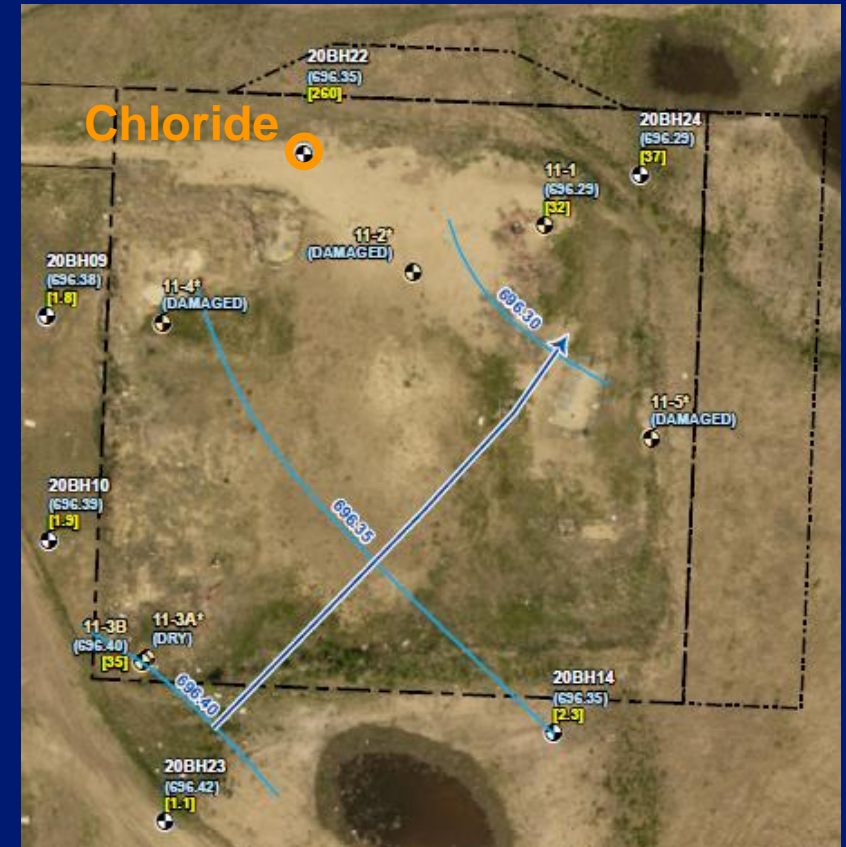 20BH22
(696.35)
[260]
Chloride
20BH24
(696.29)
[37]
11-1
(696.29)
[32]
11-2*
(DAMAGED)
20BH09
(696.38)
[1.8]
11-4*
(DAMAGED)
696.30
11-5*
(DAMAGED)
20BH10
(696.39)
[1.9]
696.35
11-3B
(696.40)
[35]
11-3A*
(DRY)
696.40
20BH14
(696.35)
[2.3]
20BH23
(696.42)
[1.1]